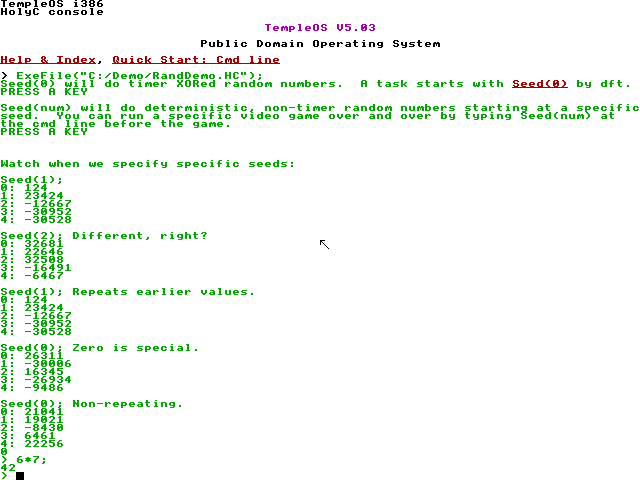 TempleOS i386
HolyC console
TempleOS V5.03
Public Domain Operating System
Help & Index, Quick Start: Cmd line
> ExeFile("C:/Demo/RandDemo.HC");
Seed(0) will do timer XORed random numbers.  A task starts with Seed(0) by dft.
PRESS A KEY
Seed(num) will do deterministic, non-timer random numbers starting at a specific
seed.  You can run a specific video game over and over by typing Seed(num) at
the cmd line before the game.
PRESS A KEY
Watch when we specify specific seeds:
Seed(1);
0: 124
1: 23424
2: -12667
3: -30952
4: -30528
Seed(2); Different, right?
0: 32681
1: 22646
2: 32508
3: -16491
4: -6467
Seed(1); Repeats earlier values.
0: 124
1: 23424
2: -12667
3: -30952
4: -30528
Seed(0); Zero is special.
0: 26311
1: -30006
2: 16345
3: -26934
4: -9486
Seed(0); Non-repeating.
0: 21041
1: 19021
2: -8430
3: 6461
4: 22256
0
> 6*7;
42
>